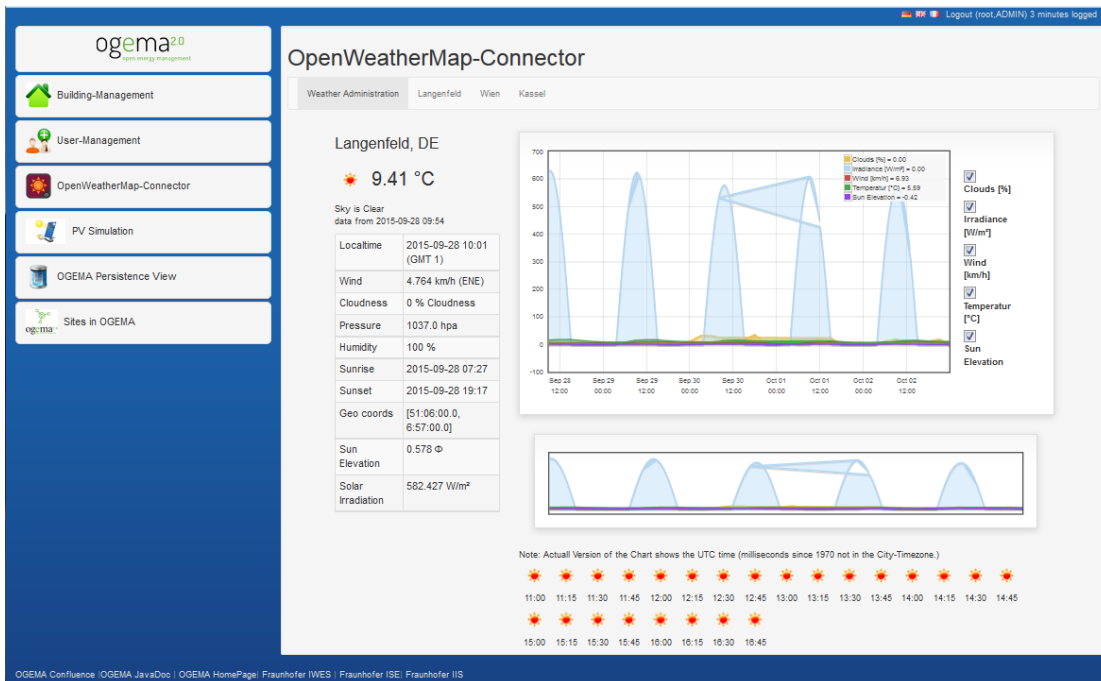 Logout (root,ADMIN) 3 minutes logged
ogema 2.0
open energy management
Building-Management
User-Management
OpenWeatherMap-Connector
PV Simulation
OGEMA Persistence View
ogema
Sites in OGEMA
OpenWeatherMap-Connector
Weather Administration Langenfeld Wien Kassel
Langenfeld, DE
9.41 °C
Sky is Clear
data from 2015-09-28 09:54
Localtime 2015-09-28 10:01
(GMT 1)
Wind 4.764 km/h (ENE)
Cloudness 0 % Cloudness
Pressure 1037.0 hpa
Humidity 100 %
Sunrise 2015-09-28 07:27
Sunset 2015-09-28 19:17
Geo coords [51:06:00.0,
6:57:00.0]
Sun
Elevation 0.578 Φ
Solar
Irradiation 582.427 W/m²
700
600
500
400
300
200
100
0
-100
Clouds [%] = 0.00
Irradiance [W/m²] = 0.00
Wind [km/h] = 6.93
Temperatur [°C] = 5.59
Sun Elevation = -0.42
Sep 28 12:00
Sep 29 00:00
Sep 29 12:00
Sep 30 00:00
Sep 30 12:00
Oct 01 00:00
Oct 01 12:00
Oct 02 00:00
Oct 02 12:00
Clouds [%]
Irradiance
[W/m²]
Wind
[km/h]
Temperatur
[°C]
Sun
Elevation
Note: Actuall Version of the Chart shows the UTC time (milliseconds since 1970 not in the City-Timezone.)
11:00 11:15 11:30 11:45 12:00 12:15 12:30 12:45 13:00 13:15 13:30 13:45 14:00 14:15 14:30 14:45
15:00 15:15 15:30 15:45 16:00 16:15 16:30 16:45
OGEMA Confluence |OGEMA JavaDoc | OGEMA HomePage| Fraunhofer IWES | Fraunhofer ISE| Fraunhofer IIS